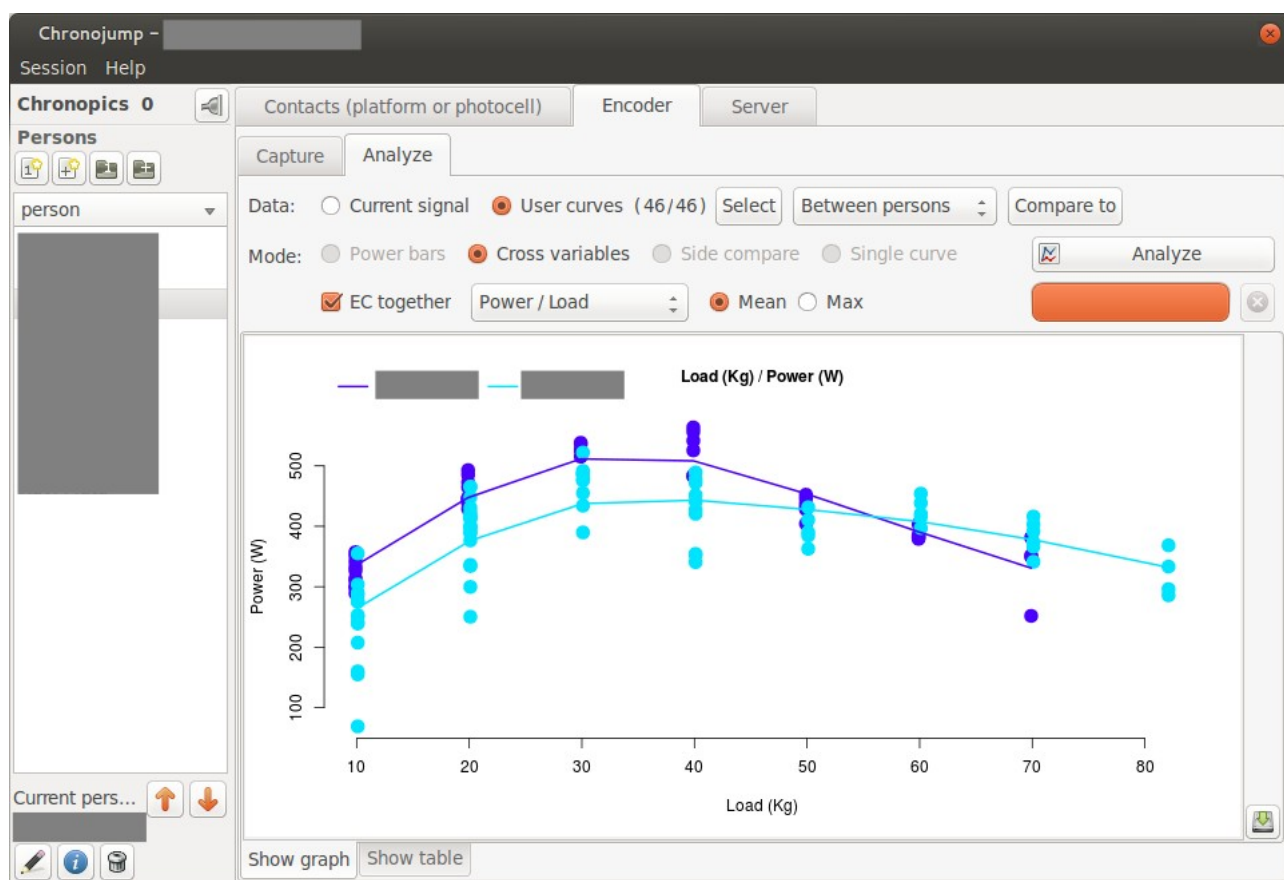 Chronojump –
Session Help
Chronopics 0
Contacts (platform or photocell) Encoder Server
Persons
Capture Analyze
person
Data: Current signal User curves (46/46) Select Between persons Compare to
Mode: Power bars Cross variables Side compare Single curve Analyze
EC together Power / Load Mean Max
Load (Kg) / Power (W)
Power (W)
500
400
300
200
100
10 20 30 40 50 60 70 80
Load (Kg)
Current pers...
Show graph Show table